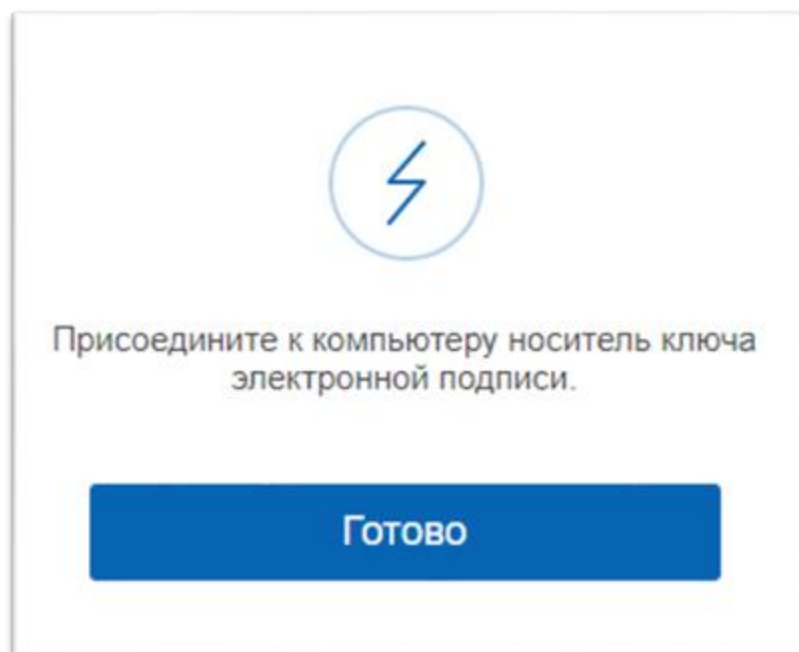 Присоедините к компьютеру носитель ключа
электронной подписи.
Готово